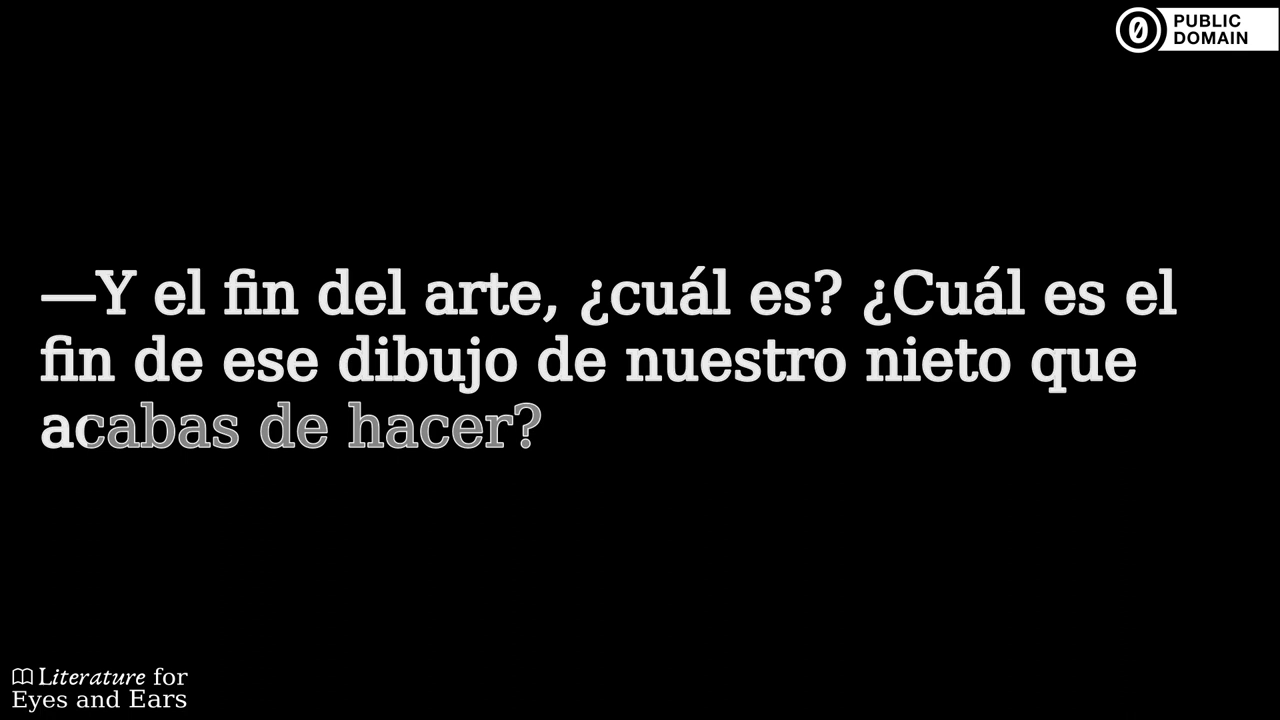 PUBLIC
DOMAIN
—Y el fin del arte, ¿cuál es? ¿Cuál es el
fin de ese dibujo de nuestro nieto que
acabas de hacer?
Literature for
Eyes and Ears